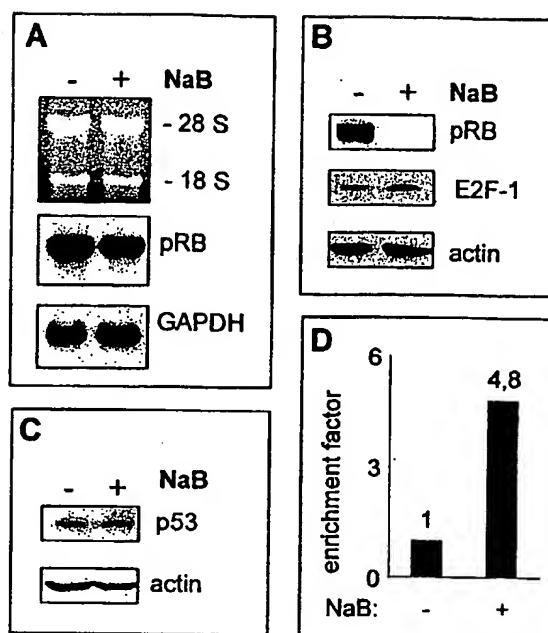 A
- + NaB
- 28 S
- 18 S
pRB
GAPDH
B
- + NaB
pRB
E2F-1
actin
C
- + NaB
p53
actin
D
6
3
0
enrichment factor
1
4,8
NaB: - +